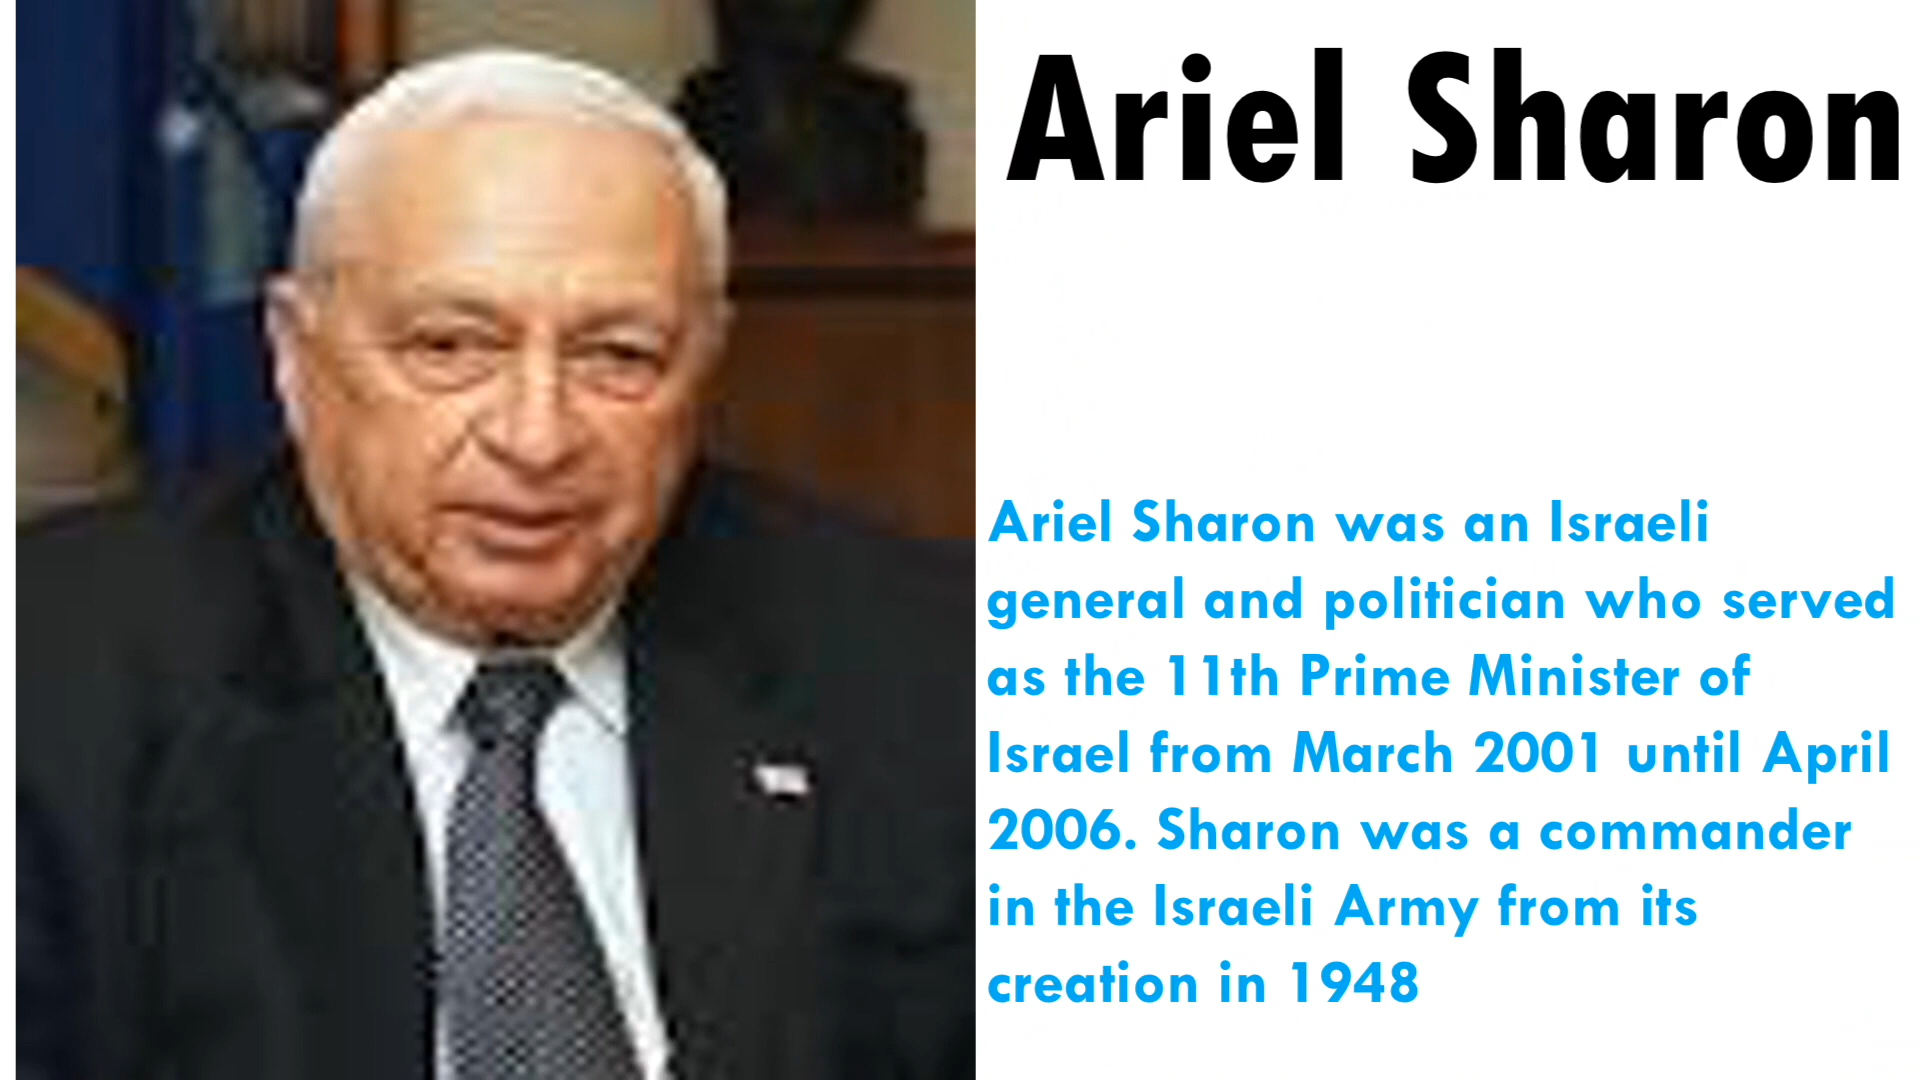 Ariel Sharon
Ariel Sharon was an Israeli
general and politician who served
as the 11th Prime Minister of
Israel from March 2001 until April
2006. Sharon was a commander
in the Israeli Army from its
creation in 1948